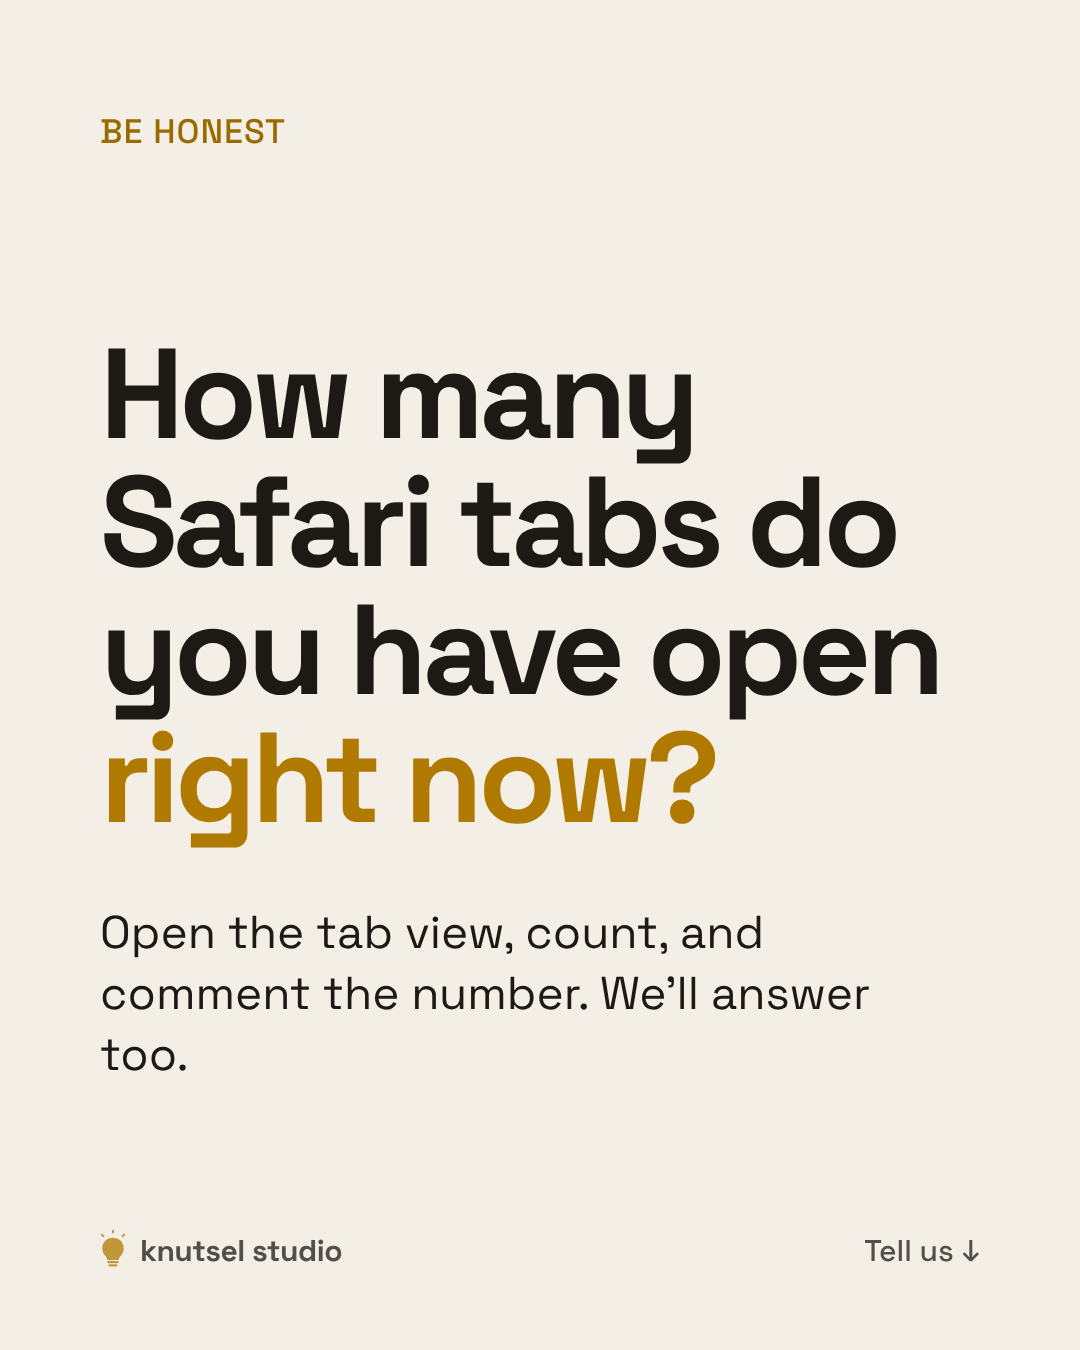 BE HONEST
How many
Safari tabs do
you have open
right now?
Open the tab view, count, and
comment the number. We’ll answer
too.
knutsel studio
Tell us ↓